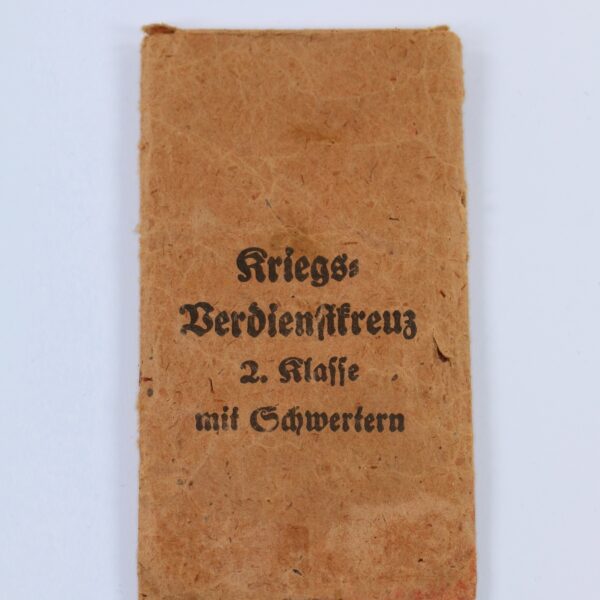 Kriegs-
Verdienstkreuz
2. Klasse
mit Schwertern